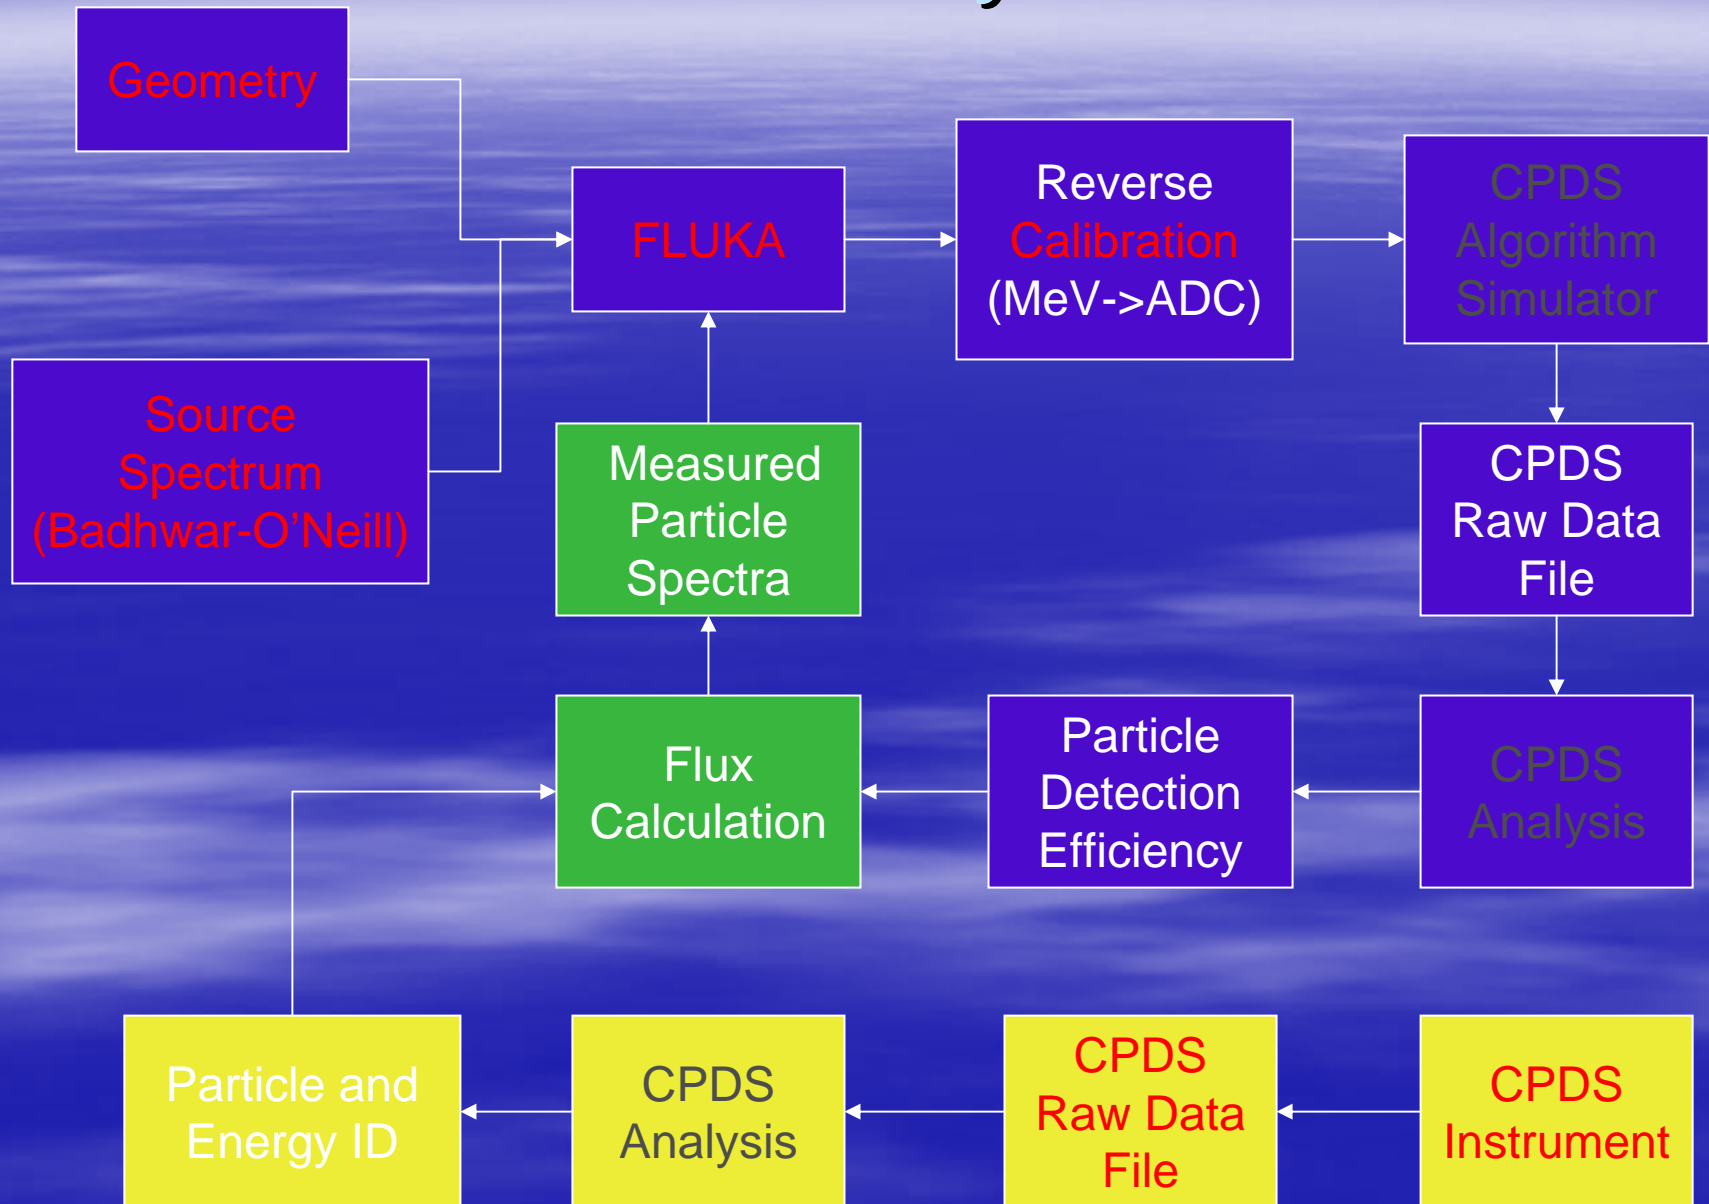 Geometry
FLUKA
Reverse
Calibration
(MeV->ADC)
CPDS
Algorithm
Simulator
Source
Spectrum
(Badhwar-O'Neill)
Measured
Particle
Spectra
CPDS
Raw Data
File
Flux
Calculation
Particle
Detection
Efficiency
CPDS
Analysis
Particle and
Energy ID
CPDS
Analysis
CPDS
Raw Data
File
CPDS
Instrument